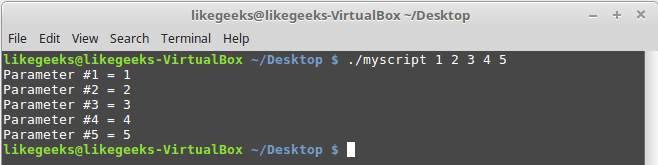 likegeeks@likegeeks-VirtualBox ~/Desktop
File Edit View Search Terminal Help
likegeeks@likegeeks-VirtualBox ~/Desktop $ ./myscript 1 2 3 4 5
Parameter #1 = 1
Parameter #2 = 2
Parameter #3 = 3
Parameter #4 = 4
Parameter #5 = 5
likegeeks@likegeeks-VirtualBox ~/Desktop $